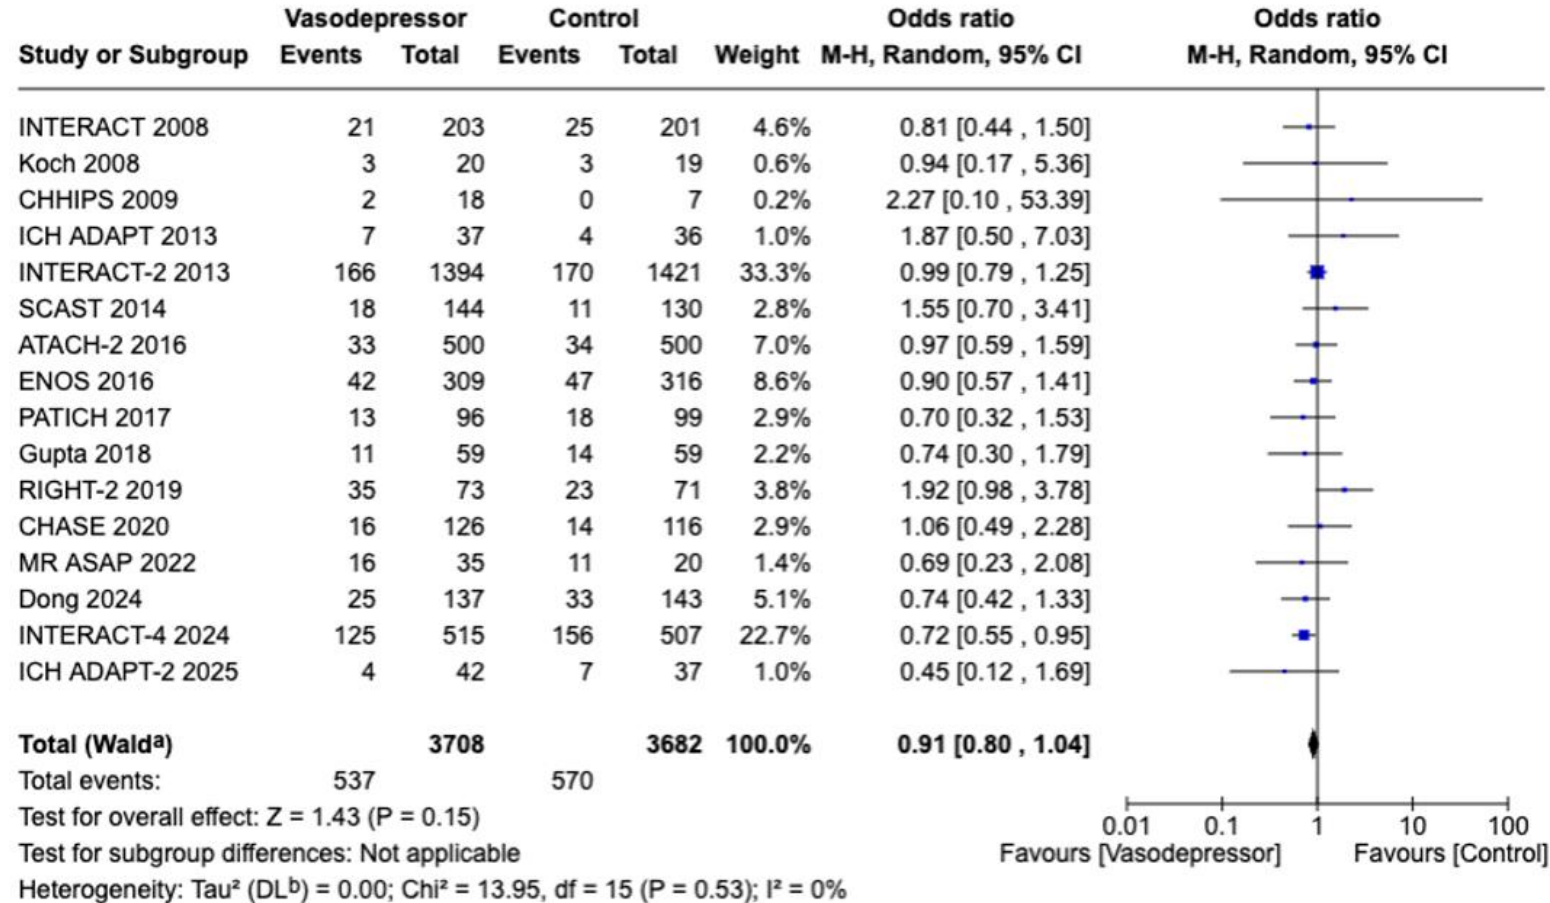 Vasodepressor Control Odds ratio Odds ratio
Study or Subgroup Events Total Events Total Weight M-H, Random, 95% CI M-H, Random, 95% CI
INTERACT 2008 21 203 25 201 4.6% 0.81 [0.44 , 1.50]
Koch 2008 3 20 3 19 0.6% 0.94 [0.17 , 5.36]
CHHIPS 2009 2 18 0 7 0.2% 2.27 [0.10 , 53.39]
ICH ADAPT 2013 7 37 4 36 1.0% 1.87 [0.50 , 7.03]
INTERACT-2 2013 166 1394 170 1421 33.3% 0.99 [0.79 , 1.25]
SCAST 2014 18 144 11 130 2.8% 1.55 [0.70 , 3.41]
ATACH-2 2016 33 500 34 500 7.0% 0.97 [0.59 , 1.59]
ENOS 2016 42 309 47 316 8.6% 0.90 [0.57 , 1.41]
PATICH 2017 13 96 18 99 2.9% 0.70 [0.32 , 1.53]
Gupta 2018 11 59 14 59 2.2% 0.74 [0.30 , 1.79]
RIGHT-2 2019 35 73 23 71 3.8% 1.92 [0.98 , 3.78]
CHASE 2020 16 126 14 116 2.9% 1.06 [0.49 , 2.28]
MR ASAP 2022 16 35 11 20 1.4% 0.69 [0.23 , 2.08]
Dong 2024 25 137 33 143 5.1% 0.74 [0.42 , 1.33]
INTERACT-4 2024 125 515 156 507 22.7% 0.72 [0.55 , 0.95]
ICH ADAPT-2 2025 4 42 7 37 1.0% 0.45 [0.12 , 1.69]
Total (Waldᵃ) 3708 3682 100.0% 0.91 [0.80 , 1.04]
Total events: 537 570
Test for overall effect: Z = 1.43 (P = 0.15)
0.01 0.1 1 10 100
Test for subgroup differences: Not applicable
Favours [Vasodepressor] Favours [Control]
Heterogeneity: Tau² (DLᵇ) = 0.00; Chi² = 13.95, df = 15 (P = 0.53); I² = 0%